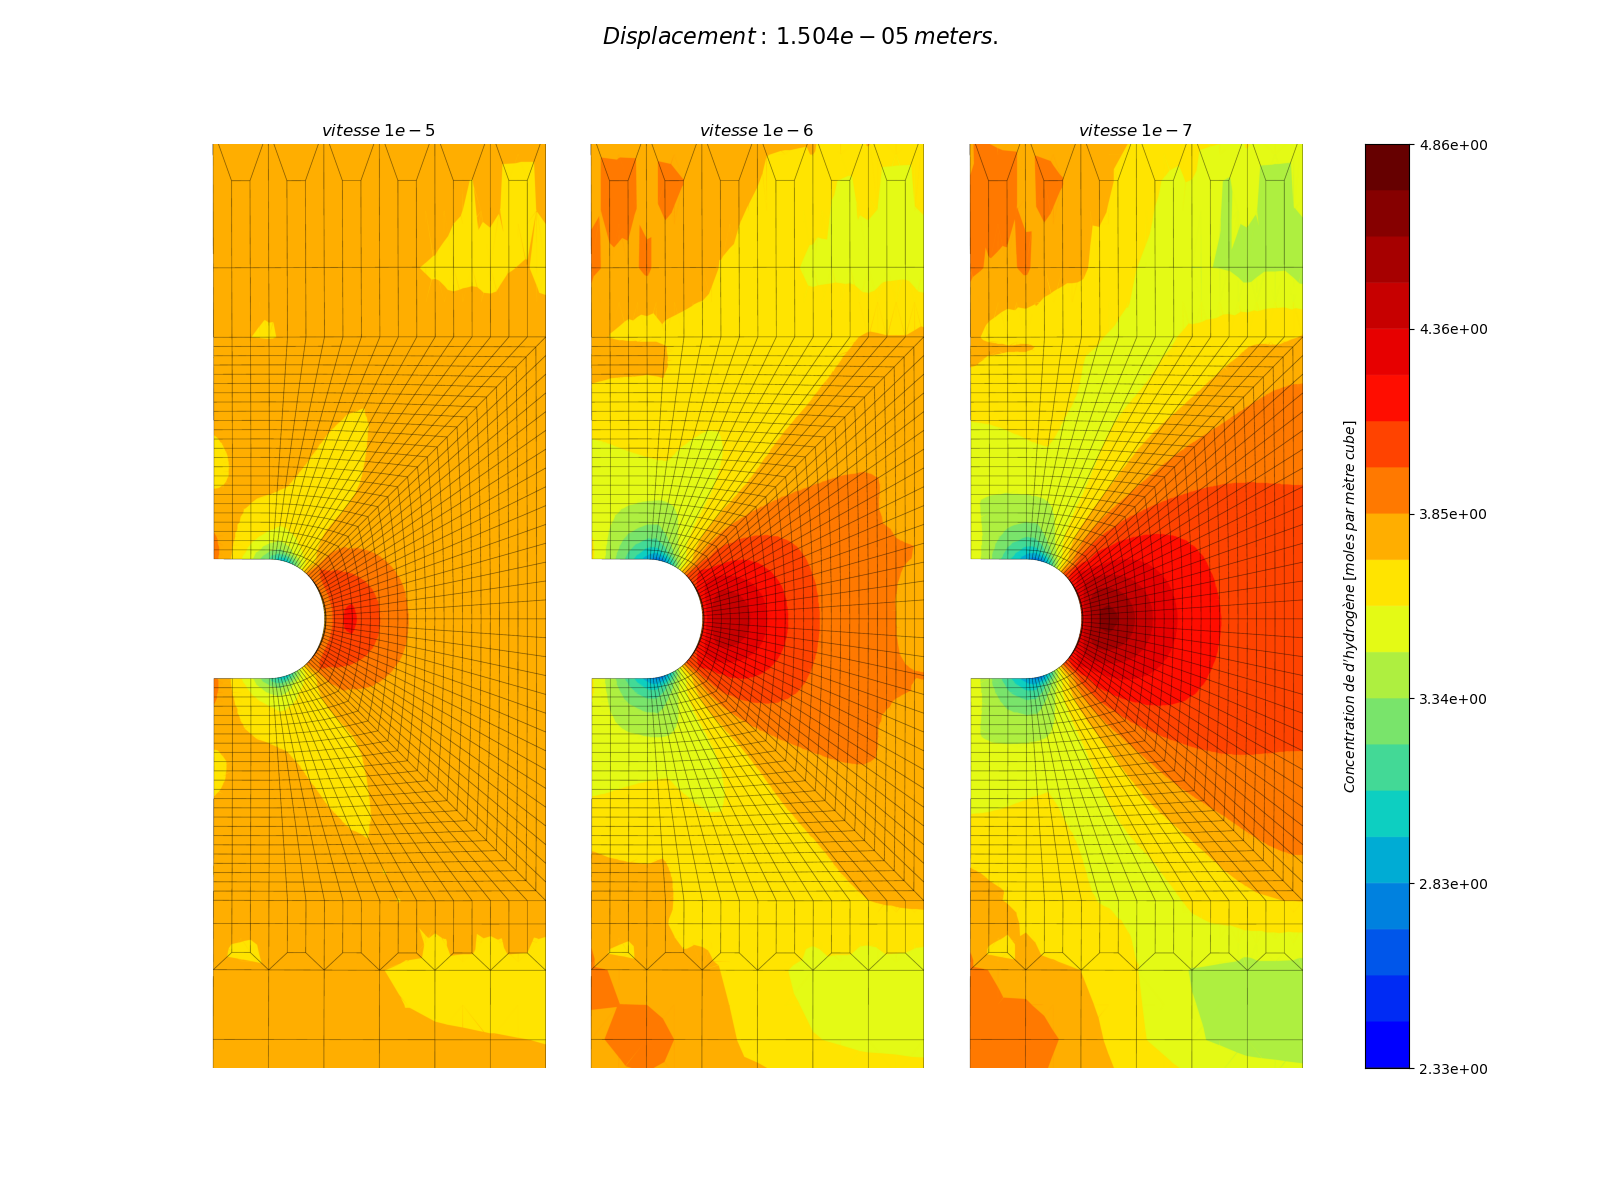 Displacement : 1.504e − 05 meters.
vitesse 1e − 5
vitesse 1e − 6
vitesse 1e − 7
4.86e+00
4.36e+00
3.85e+00
3.34e+00
2.83e+00
2.33e+00
Concentration de d'hydrogène [moles par mètre cube]